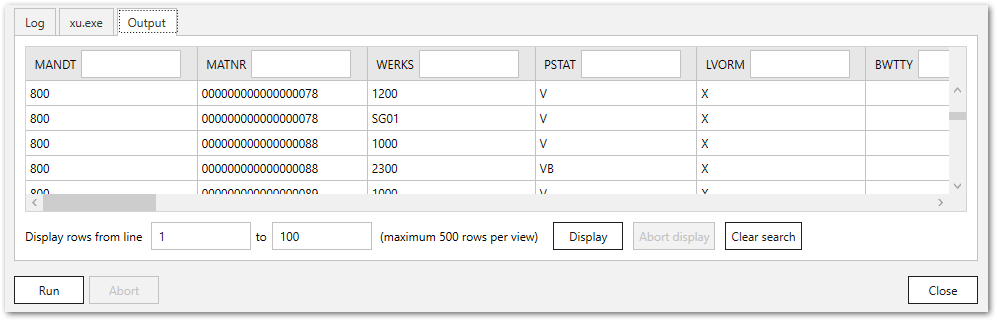 Log xu.exe Output
MANDT MATNR WERKS PSTAT LVORM BWTTY
800 000000000000000078 1200 V X
800 000000000000000078 SG01 V X
800 000000000000000088 1000 V X
800 000000000000000088 2300 VB X
800 000000000000000089 1000 V X
Display rows from line 1 to 100 (maximum 500 rows per view) Display Abort display Clear search
Run Abort Close